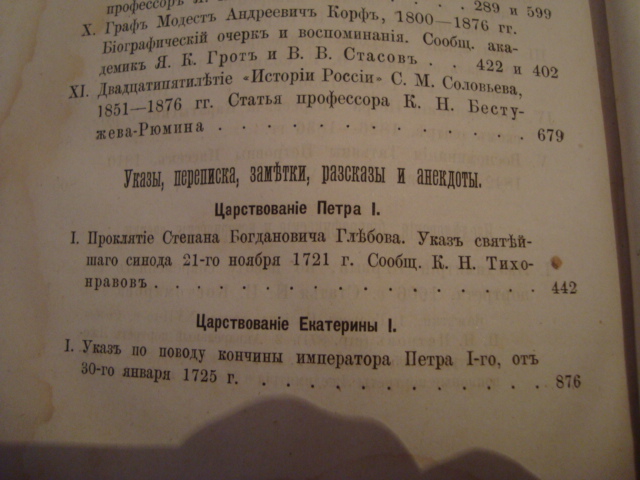 профессоръ . . . . 289 и 599
X. Графъ Модестъ Андреевичъ Корфъ, 1800—1876 гг.
Біографическій очеркъ и воспоминанія. Сообщ. ака-
демикъ Я. К. Гротъ и В. В. Стасовъ . . 422 и 402
XI. Двадцатипятилѣтіе «Исторіи Россіи» С. М. Соловьева,
1851—1876 гг. Статья профессора К. Н. Бесту-
жева-Рюмина . . . . . . . . . . . . 679
Указы, переписка, замѣтки, разсказы и анекдоты.
Царствованіе Петра I.
I. Проклятіе Степана Богдановича Глѣбова. Указъ святѣй-
шаго синода 21-го ноября 1721 г. Сообщ. К. Н. Тихо-
нравовъ . . . . . . . . . . . . . . 442
Царствованіе Екатерины I.
I. Указъ по поводу кончины императора Петра I-го, отъ
30-го января 1725 г. . . . . . . . . . . . 876